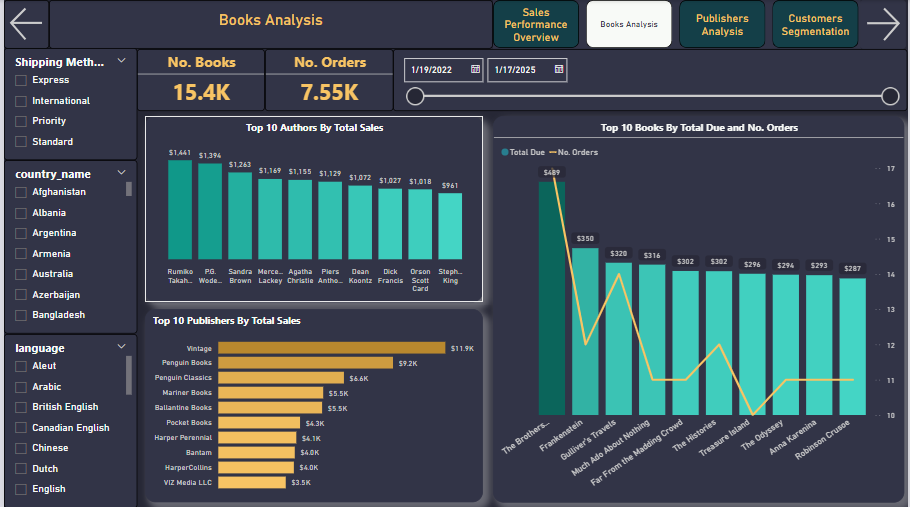 Books Analysis
Sales
Performance
Overview
Books Analysis
Publishers
Analysis
Customers
Segmentation
Shipping Meth...
Express
International
Priority
Standard
country_name
Afghanistan
Albania
Argentina
Armenia
Australia
Azerbaijan
Bangladesh
language
Aleut
Arabic
British English
Canadian English
Chinese
Dutch
English
No. Books
15.4K
No. Orders
7.55K
1/19/2022
1/17/2025
Top 10 Authors By Total Sales
$1,441
$1,394
$1,263
$1,169
$1,155
$1,129
$1,072
$1,027
$1,018
$961
Rumiko
Takah...
P.G.
Wode...
Sandra
Brown
Merce...
Lackey
Agatha
Christie
Piers
Antho...
Dean
Koontz
Dick
Francis
Orson
Scott
Card
Steph...
King
Top 10 Publishers By Total Sales
Vintage $11.9K
Penguin Books $9.2K
Penguin Classics $6.6K
Mariner Books $5.5K
Ballantine Books $5.5K
Pocket Books $4.3K
Harper Perennial $4.1K
Bantam $4.0K
HarperCollins $4.0K
VIZ Media LLC $3.5K
Top 10 Books By Total Due and No. Orders
Total Due No. Orders
$489
$350
$320
$316
$302
$302
$296
$294
$293
$287
17
16
15
14
13
12
11
10
The Brothers...
Frankenstein
Gulliver's Travels
Much Ado About Nothing
Far From the Madding Crowd
The Histories
Treasure Island
The Odyssey
Anna Karenina
Robinson Crusoe